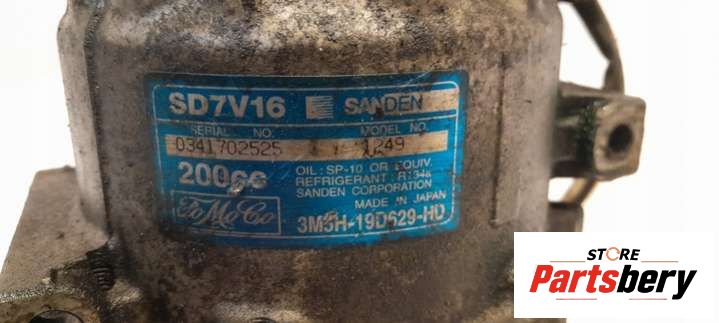 SD7V16 SANDEN
SERIAL NO. MODEL NO.
0341702525 1249
200cc OIL: SP-10 OR EQUIV.
REFRIGERANT: R134a
SANDEN CORPORATION
MADE IN JAPAN
FoMoCo 3M5H-19D629-HD
STORE
Partsbery